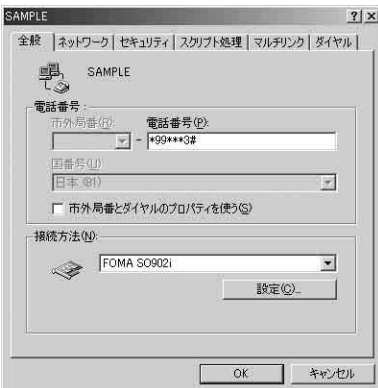 SAMPLE
全般 ネットワーク セキュリティ スクリプト処理 マルチリンク ダイヤル
SAMPLE
電話番号:
市外局番(R): 電話番号(P):
- *99***3#
国番号(U)
日本 (81)
市外局番とダイヤルのプロパティを使う(S)
接続方法(N):
FOMA SO902i
設定(C)...
OK キャンセル